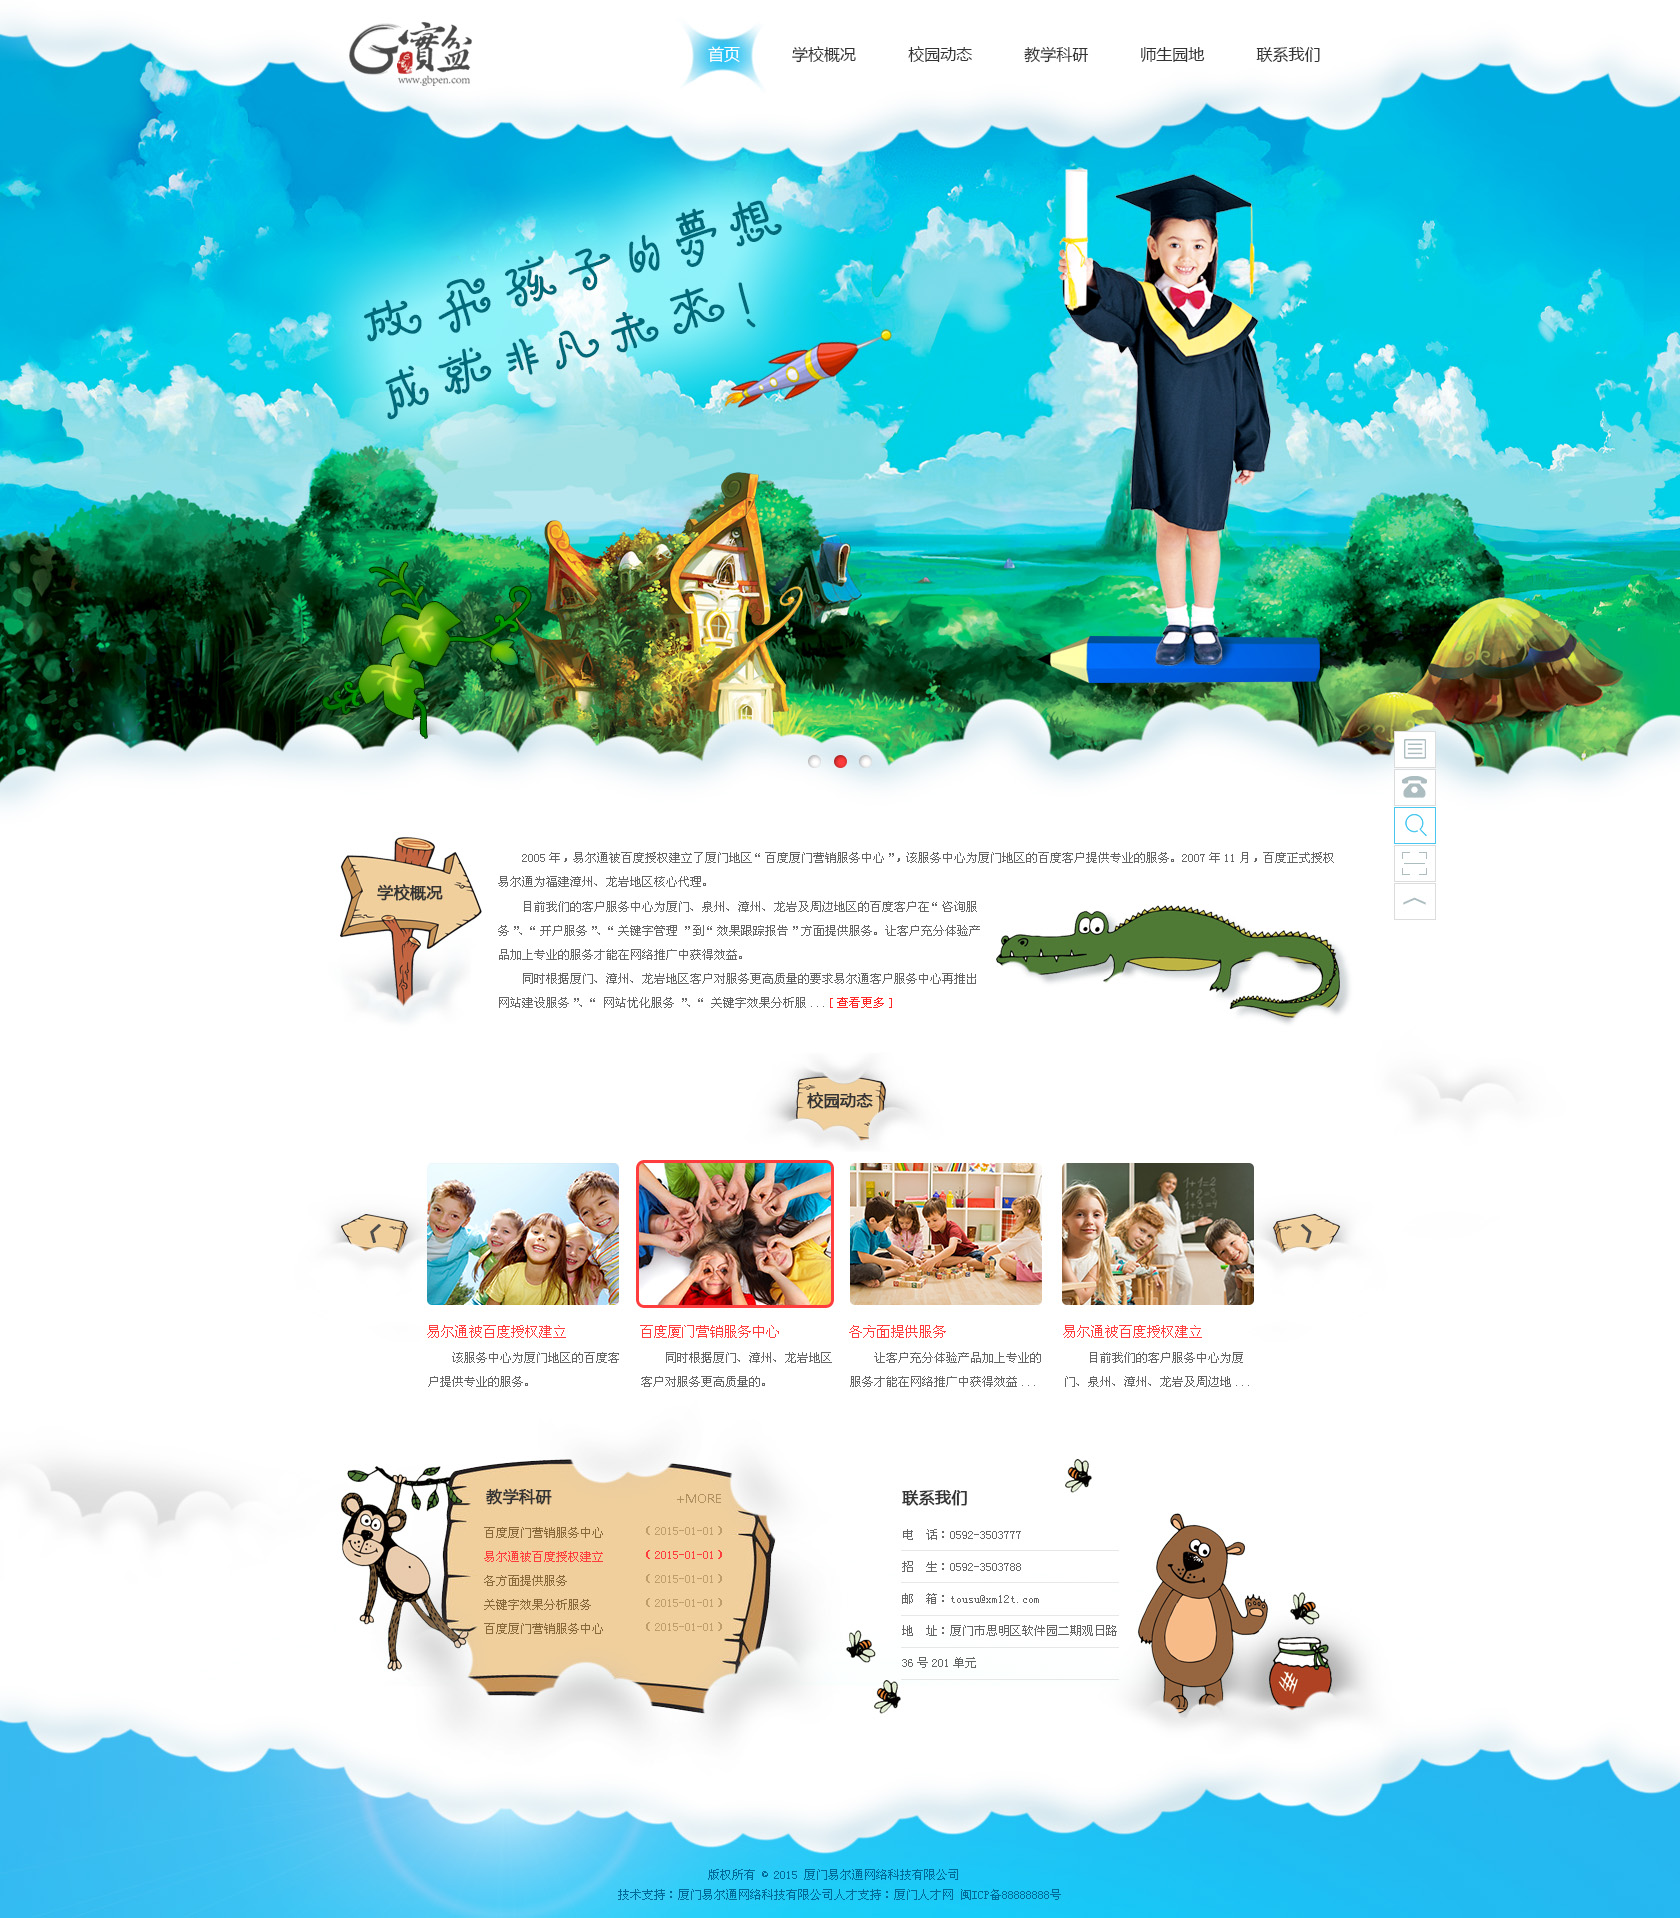 G實盆
www.gbpen.com
首页 学校概况 校园动态 教学科研 师生园地 联系我们
放飛孩子的夢想
成就非凡未來！
学校概况
2005 年，易尔通被百度授权建立了厦门地区“ 百度厦门营销服务中心 ”，该服务中心为厦门地区的百度客户提供专业的服务。2007 年 11 月，百度正式授权
易尔通为福建漳州、龙岩地区核心代理。
目前我们的客户服务中心为厦门、泉州、漳州、龙岩及周边地区的百度客户在“ 咨询服
务 ”、“ 开户服务 ”、“ 关键字管理 ”到“ 效果跟踪报告 ”方面提供服务。让客户充分体验产
品加上专业的服务才能在网络推广中获得效益。
同时根据厦门、漳州、龙岩地区客户对服务更高质量的要求易尔通客户服务中心再推出
网站建设服务 ”、“ 网站优化服务 ”、“ 关键字效果分析服 ... [ 查看更多 ]
校园动态
易尔通被百度授权建立
该服务中心为厦门地区的百度客
户提供专业的服务。
百度厦门营销服务中心
同时根据厦门、漳州、龙岩地区
客户对服务更高质量的。
各方面提供服务
让客户充分体验产品加上专业的
服务才能在网络推广中获得效益 ...
易尔通被百度授权建立
目前我们的客户服务中心为厦
门、泉州、漳州、龙岩及周边地 ...
教学科研 +MORE
百度厦门营销服务中心 （ 2015-01-01 ）
易尔通被百度授权建立 （ 2015-01-01 ）
各方面提供服务 （ 2015-01-01 ）
关键字效果分析服务 （ 2015-01-01 ）
百度厦门营销服务中心 （ 2015-01-01 ）
联系我们
电 话：0592-3503777
招 生：0592-3503788
邮 箱：tousu@xm12t.com
地 址：厦门市思明区软件园二期观日路
36 号 201 单元
版权所有 © 2015 厦门易尔通网络科技有限公司
技术支持：厦门易尔通网络科技有限公司人才支持：厦门人才网 闽ICP备88888888号